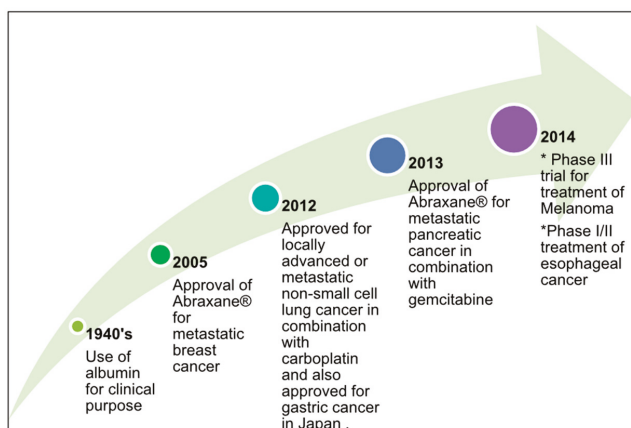 1940's
Use of
albumin
for clinical
purpose
2005
Approval of
Abraxane®
for
metastatic
breast
cancer
2012
Approved for
locally
advanced or
metastatic
non-small cell
lung cancer in
combination
with
carboplatin
and also
approved for
gastric cancer
in Japan .
2013
Approval of
Abraxane® for
metastatic
pancreatic
cancer in
combination
with
gemcitabine
2014
* Phase III
trial for
treatment of
Melanoma
*Phase I/II
treatment of
esophageal
cancer